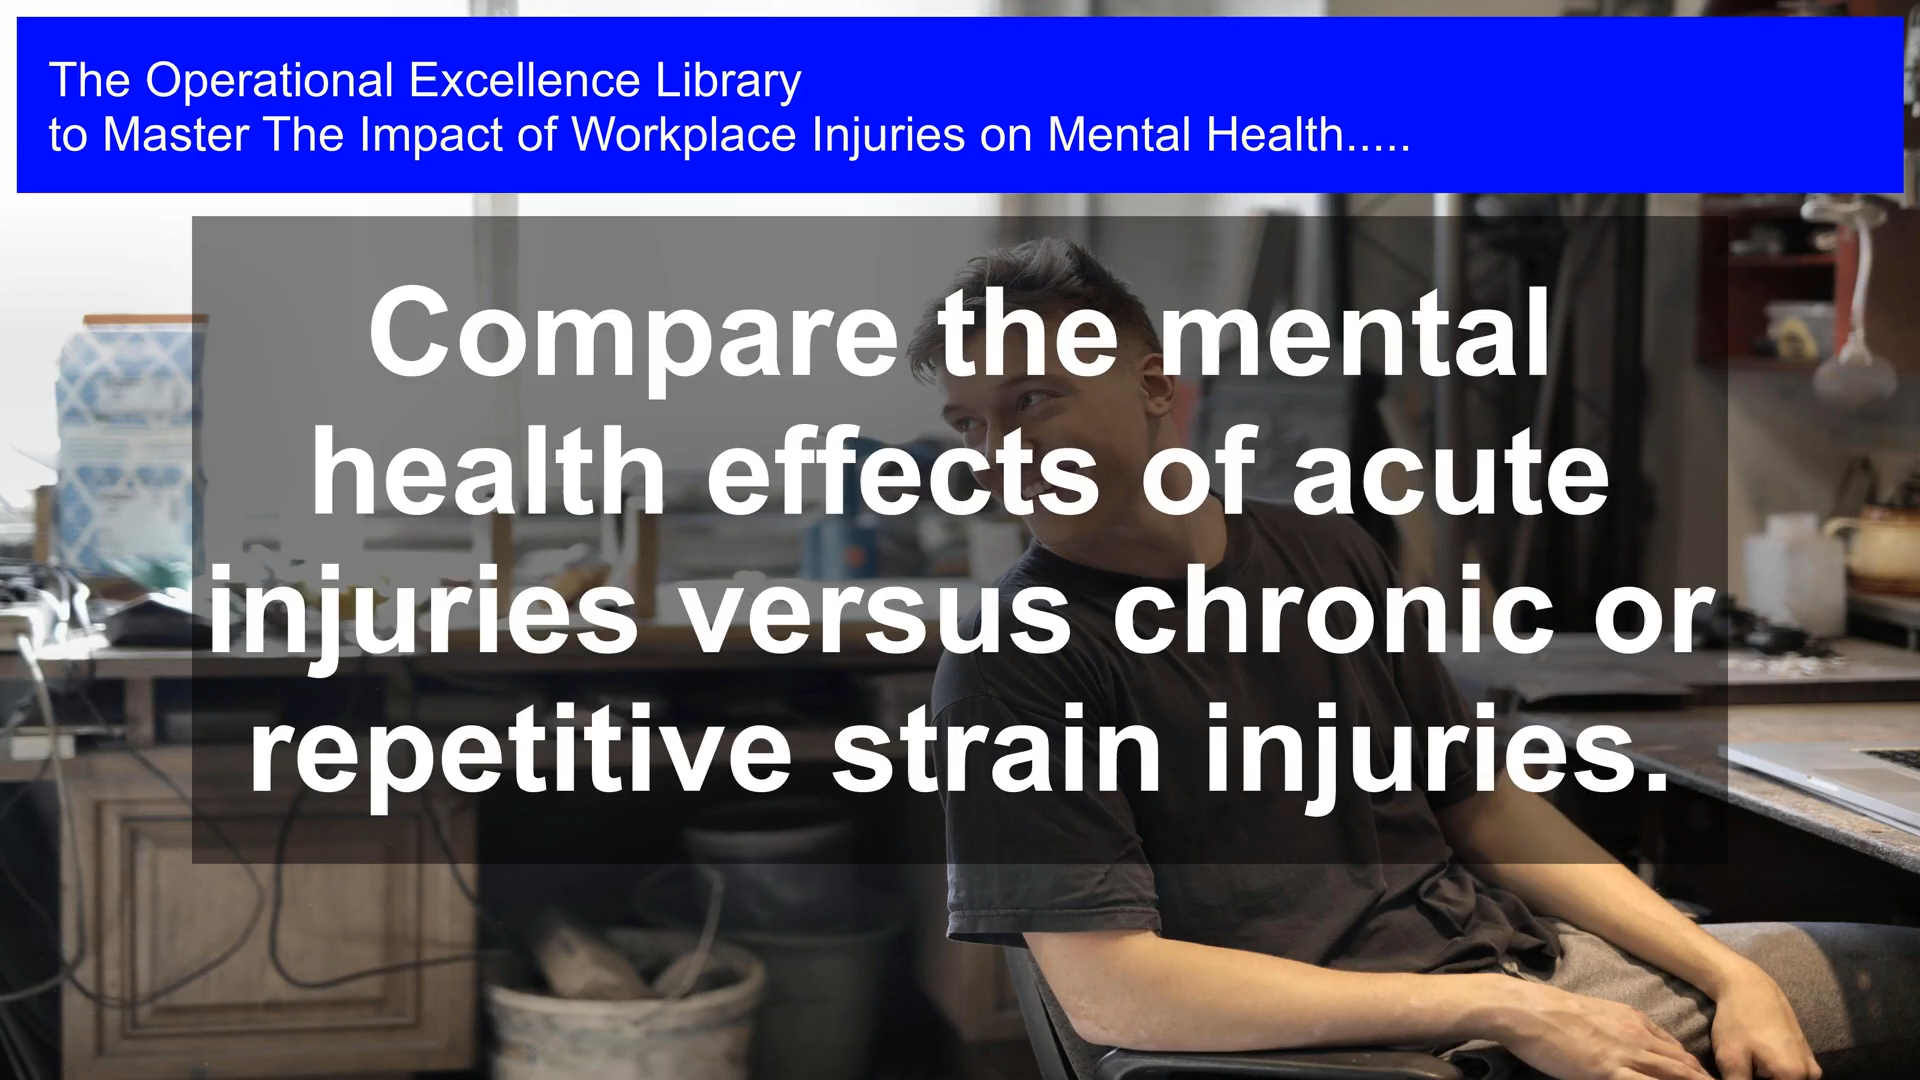 The Operational Excellence Library
to Master The Impact of Workplace Injuries on Mental Health.....
Compare the mental
health effects of acute
injuries versus chronic or
repetitive strain injuries.